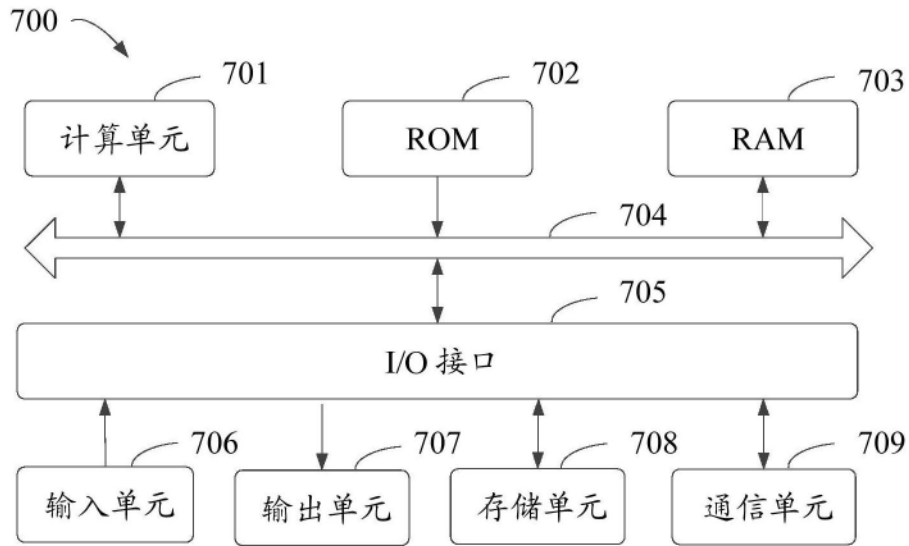 700
701
702
703
计算单元
ROM
RAM
704
705
I/O 接口
706
707
708
709
输入单元
输出单元
存储单元
通信单元